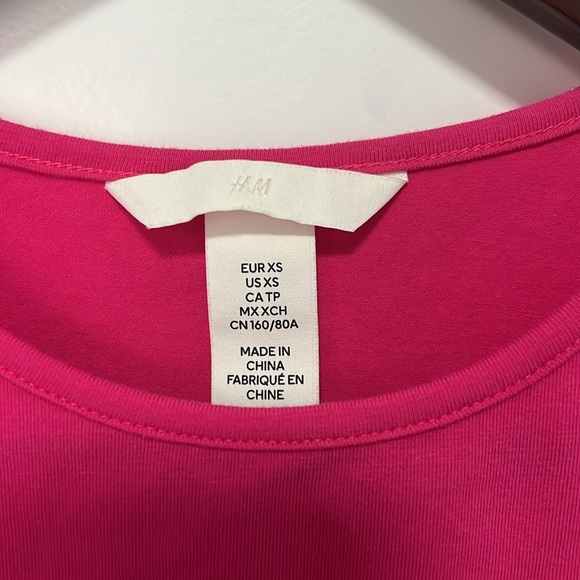 H&M
EUR XS
US XS
CA TP
MX XCH
CN 160/80A
MADE IN
CHINA
FABRIQUÉ EN
CHINE